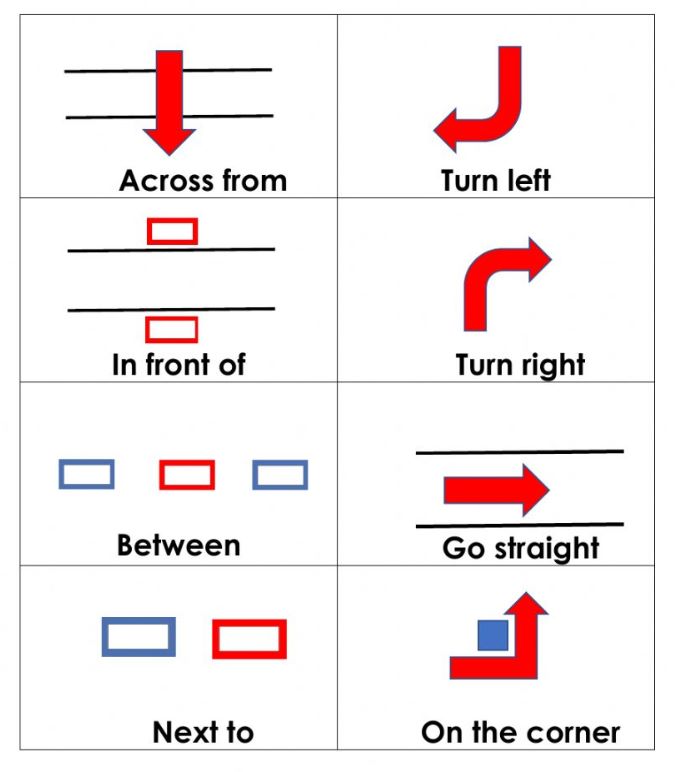 Across from
Turn left
In front of
Turn right
Between
Go straight
Next to
On the corner